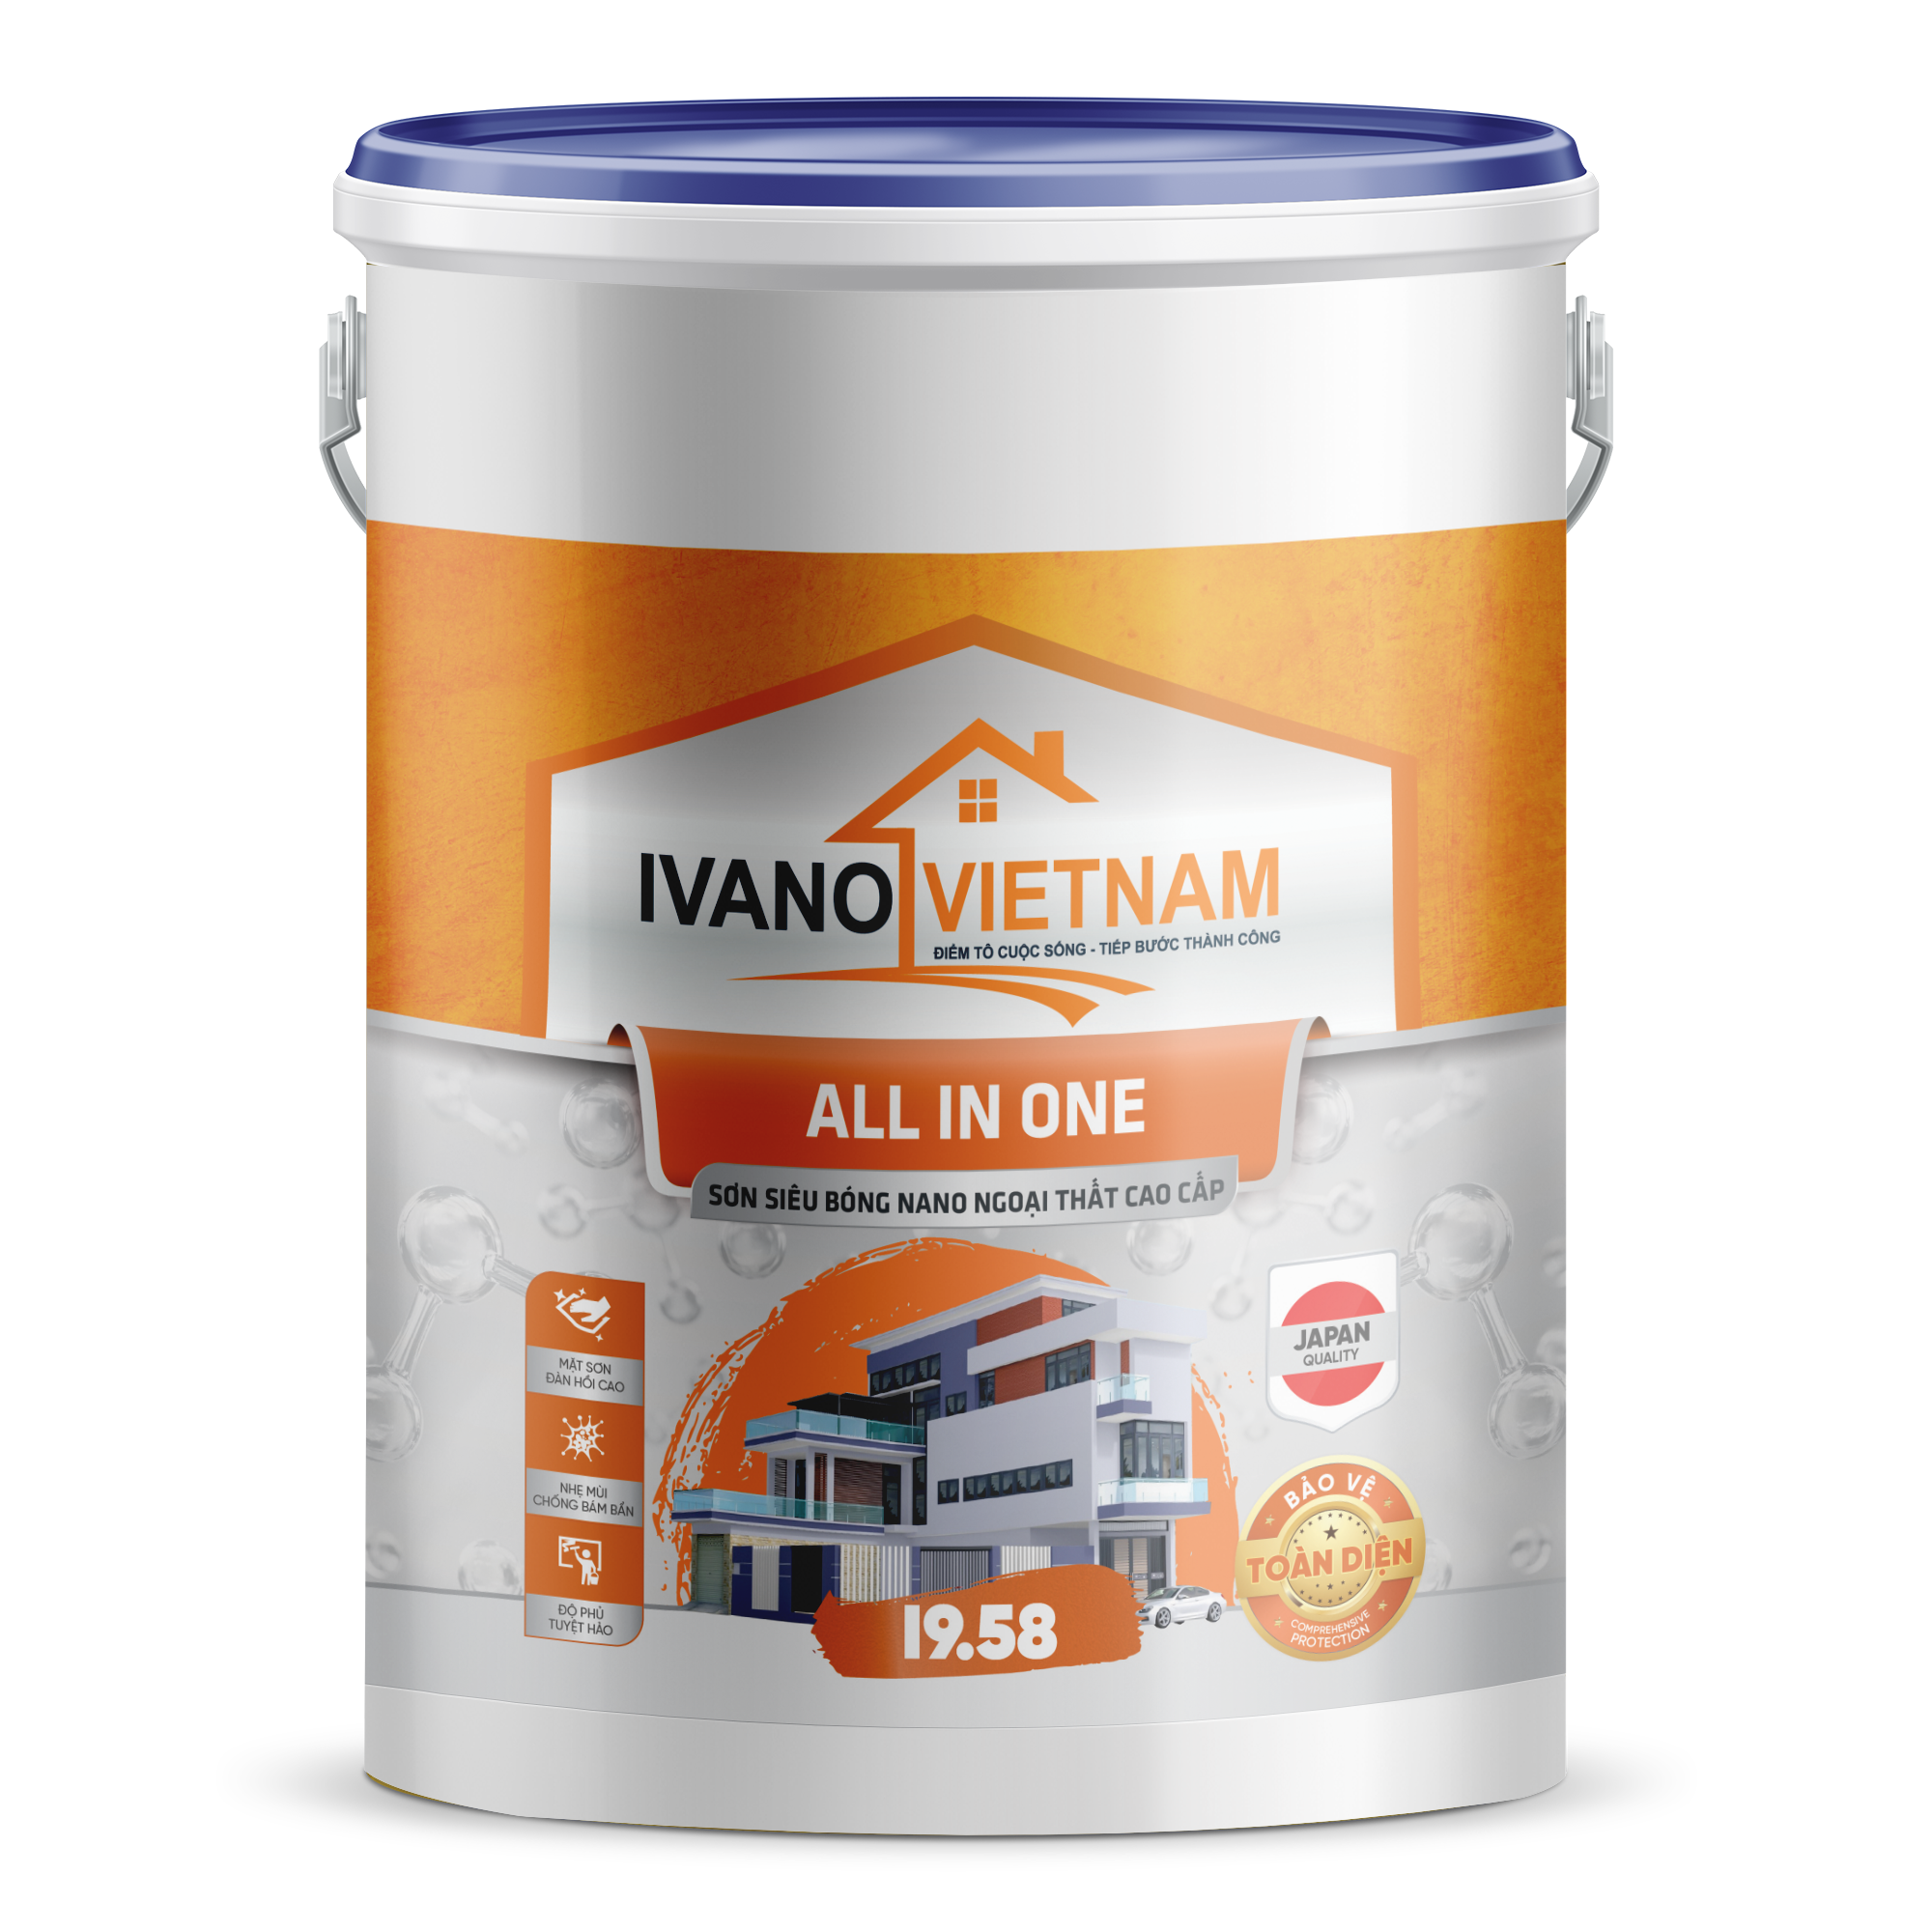 IVANO VIETNAM
ĐIỂM TÔ CUỘC SỐNG - TIẾP BƯỚC THÀNH CÔNG
ALL IN ONE
SƠN SIÊU BÓNG NANO NGOẠI THẤT CAO CẤP
MẶT SƠN
ĐÀN HỒI CAO
NHẸ MÙI
CHỐNG BÁM BẨN
ĐỘ PHỦ
TUYỆT HẢO
JAPAN
QUALITY
BẢO VỆ
TOÀN DIỆN
COMPREHENSIVE
PROTECTION
I9.58